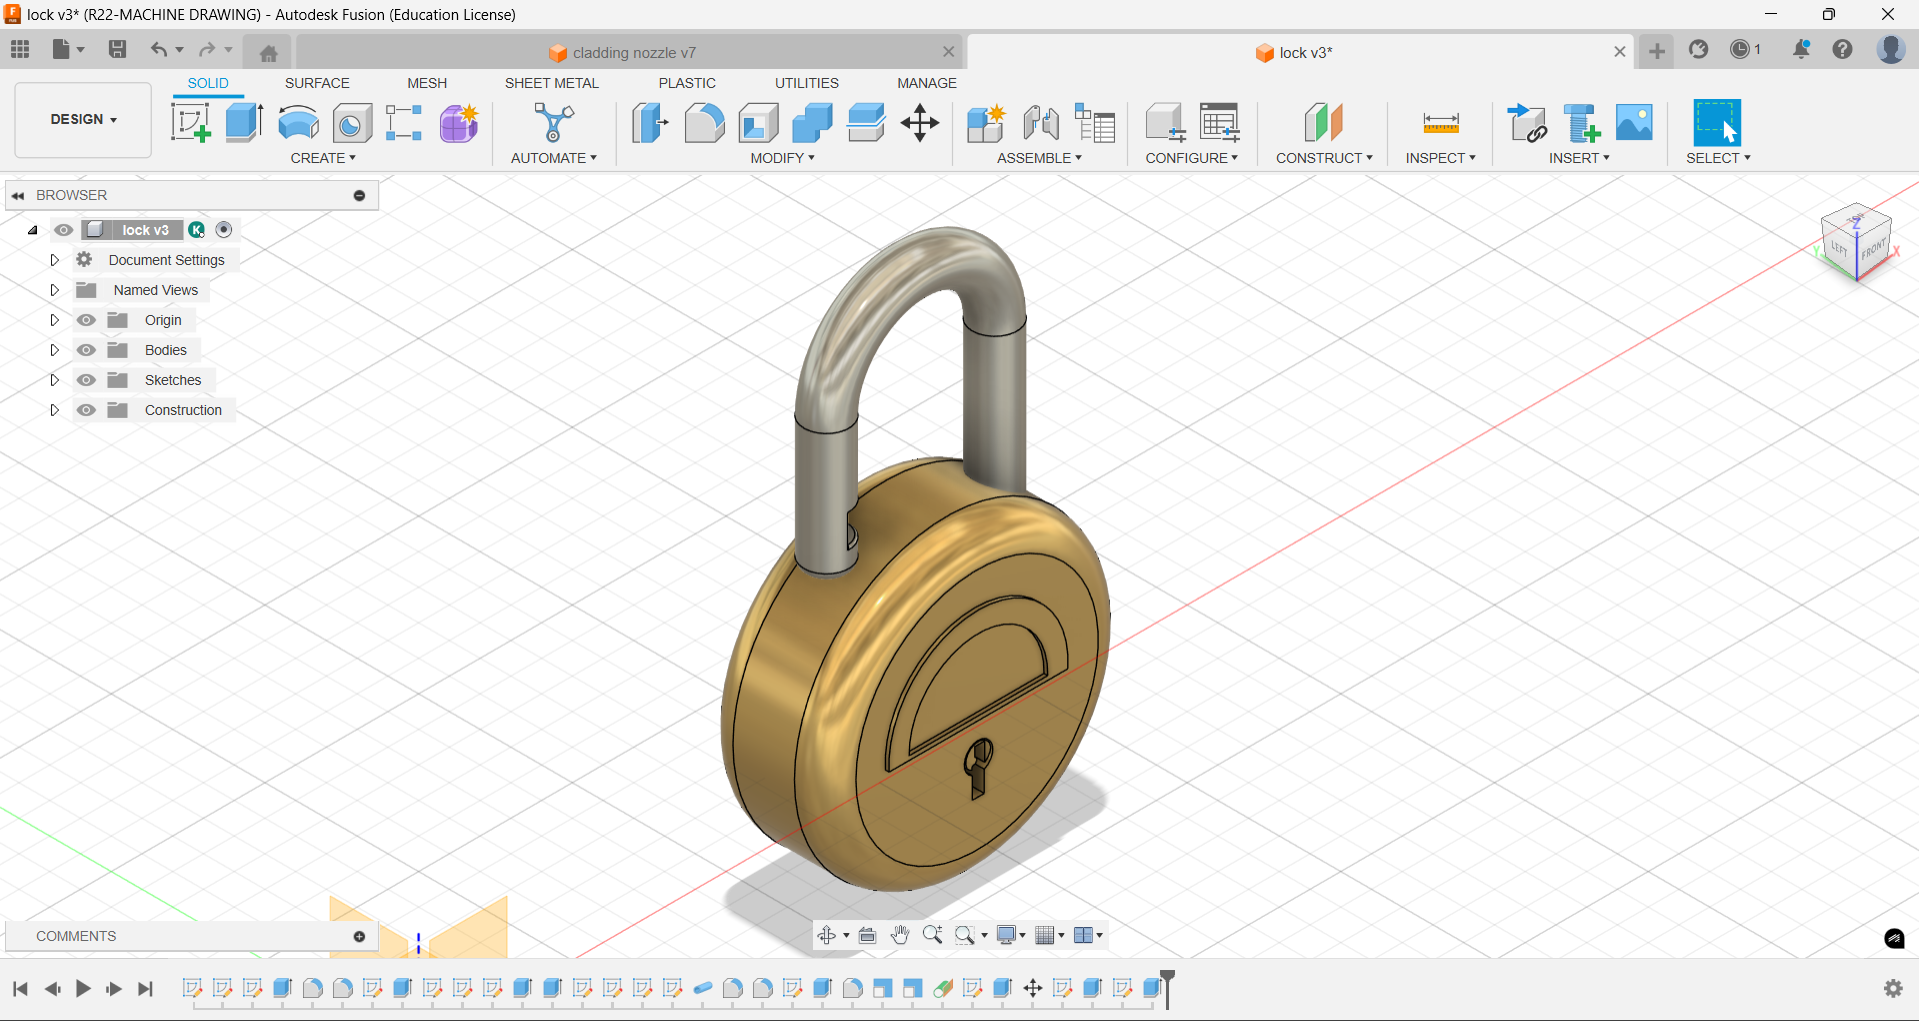 lock v3* (R22-MACHINE DRAWING) - Autodesk Fusion (Education License)
cladding nozzle v7
lock v3*
1
DESIGN
SOLID
SURFACE
MESH
SHEET METAL
PLASTIC
UTILITIES
MANAGE
CREATE
AUTOMATE
MODIFY
ASSEMBLE
CONFIGURE
CONSTRUCT
INSPECT
INSERT
SELECT
BROWSER
lock v3
K
Document Settings
Named Views
Origin
Bodies
Sketches
Construction
Z
LEFT
FRONT
Y
X
COMMENTS